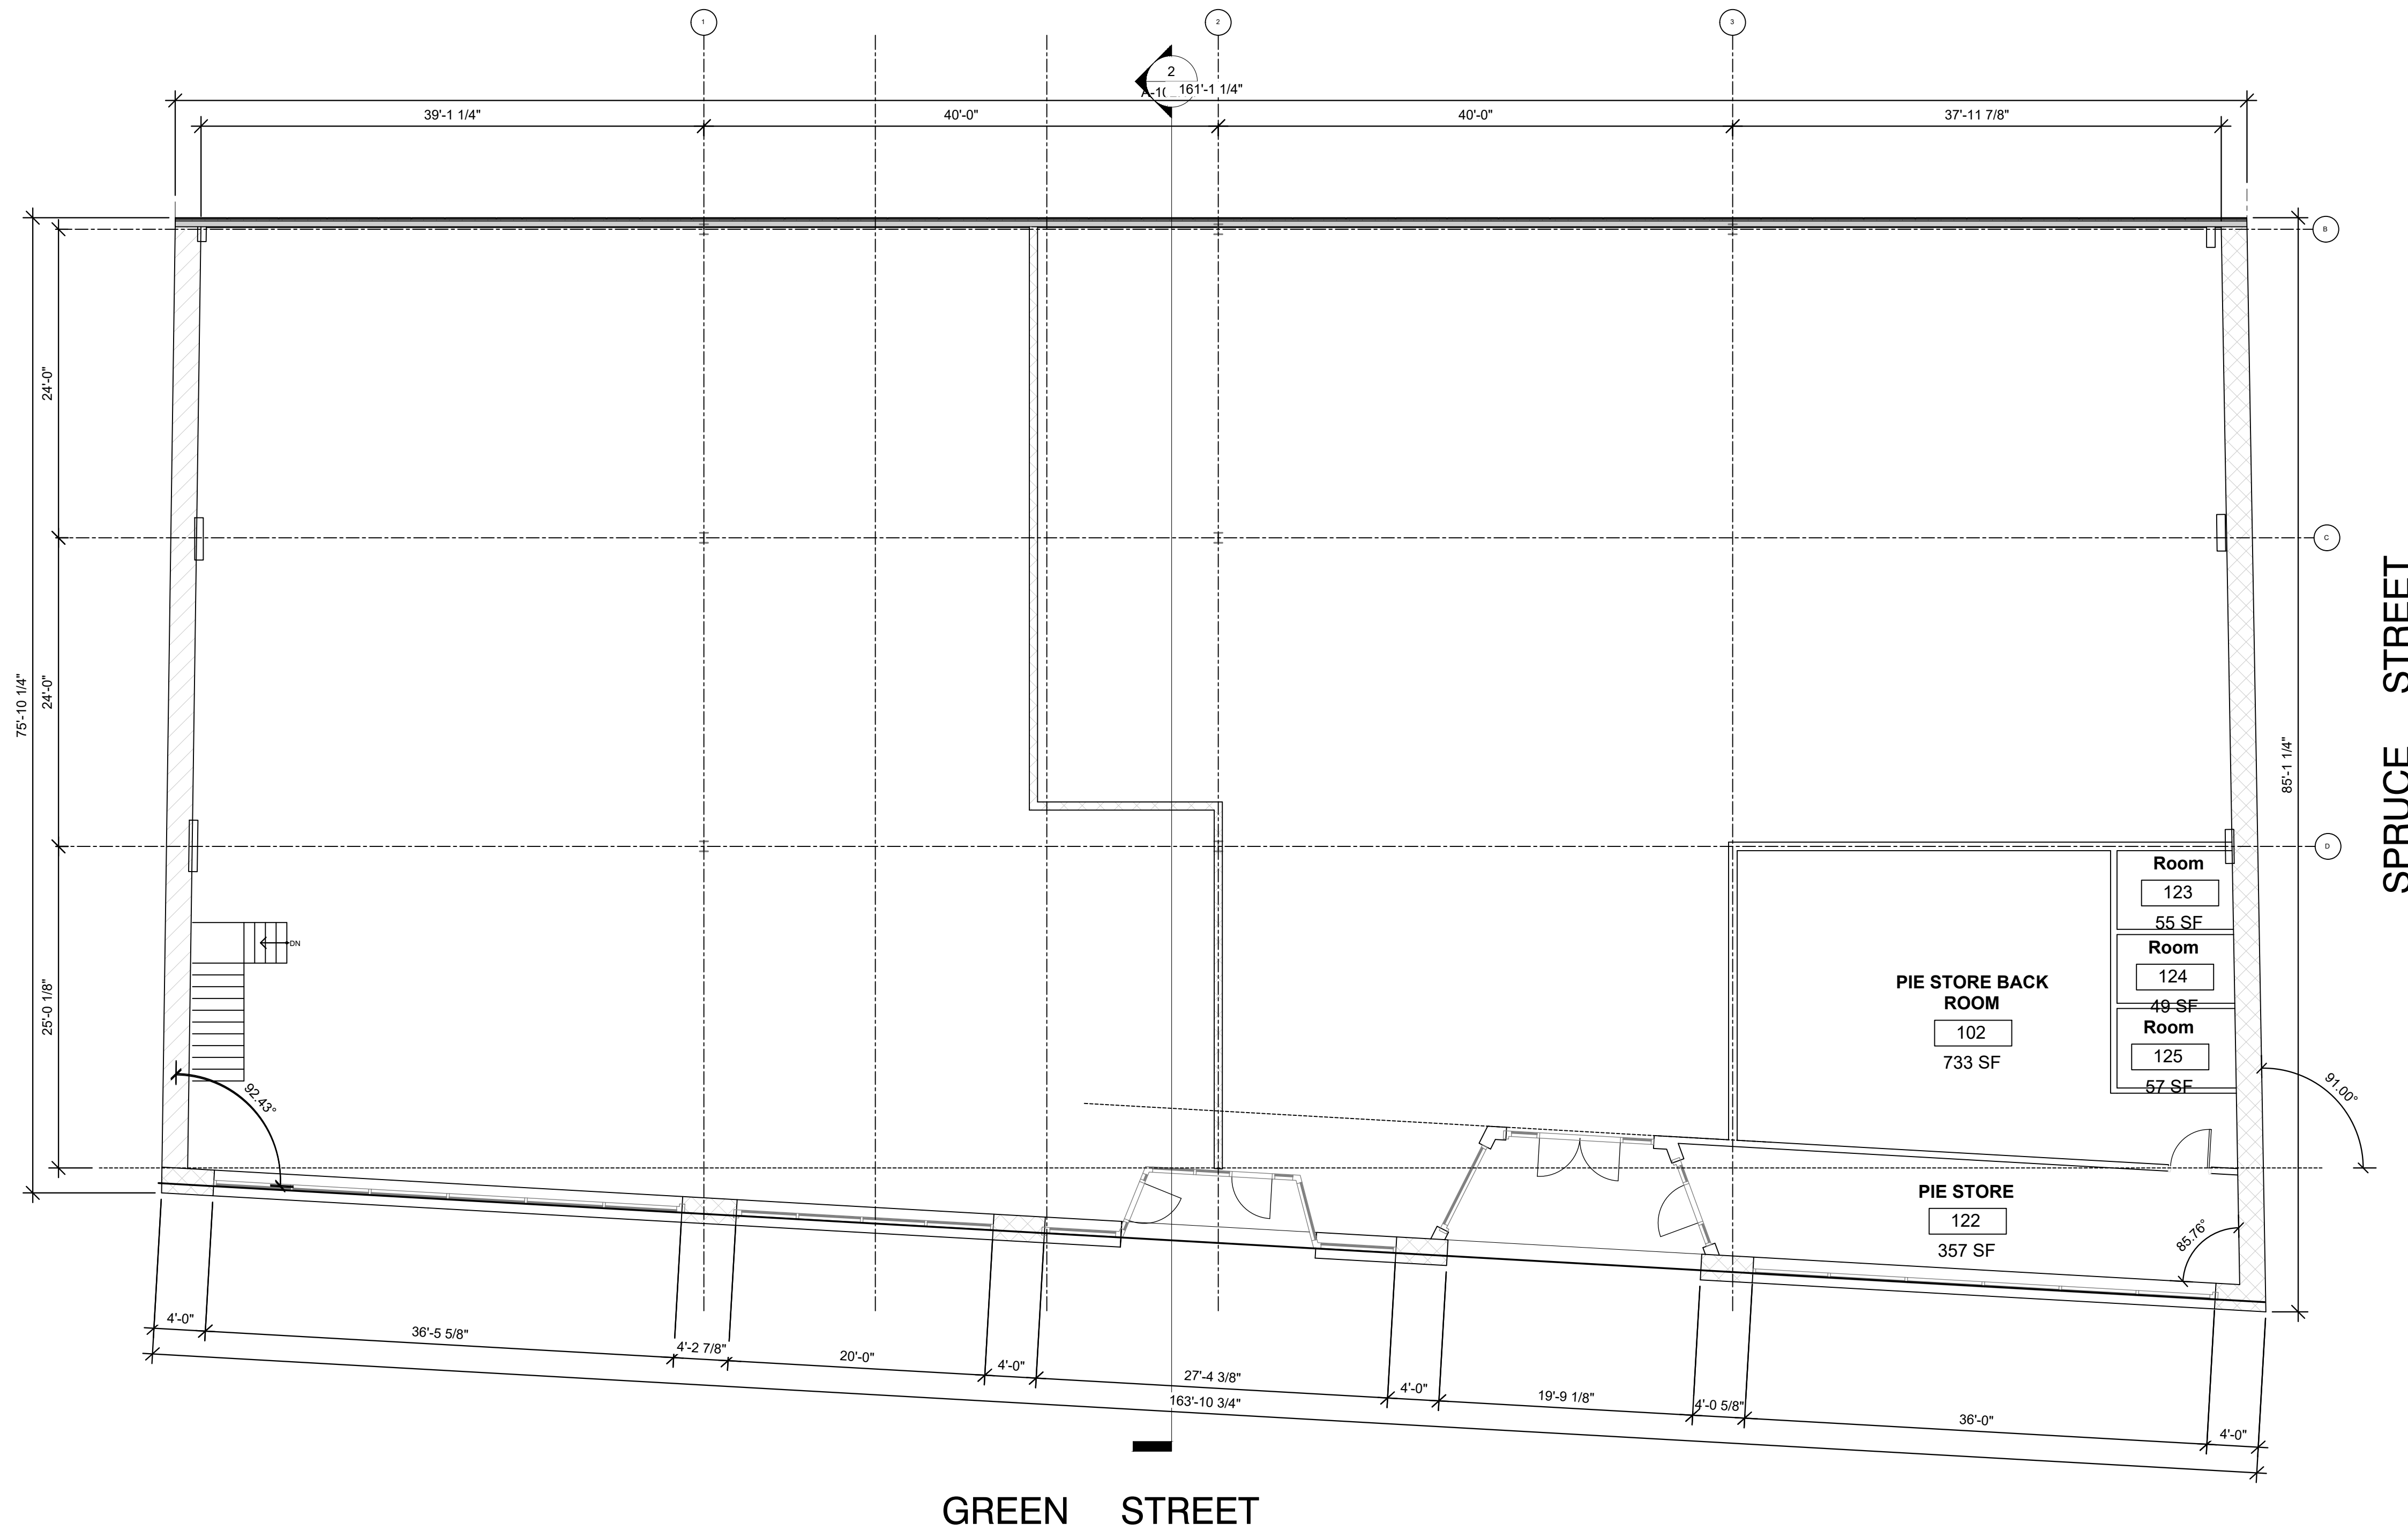 1
2
3
2
161'-1 1/4"
39'-1 1/4"
40'-0"
40'-0"
37'-11 7/8"
B
24'-0"
C
SPRUCE STREET
24'-0"
75'-10 1/4"
85'-1 1/4"
D
Room
123
55 SF
DN
Room
124
49 SF
PIE STORE BACK
ROOM
102
733 SF
25'-0 1/8"
Room
125
57 SF
92.43°
91.00°
PIE STORE
122
357 SF
85.76°
4'-0"
36'-5 5/8"
4'-2 7/8"
20'-0"
4'-0"
27'-4 3/8"
4'-0"
19'-9 1/8"
4'-0 5/8"
36'-0"
4'-0"
163'-10 3/4"
GREEN STREET